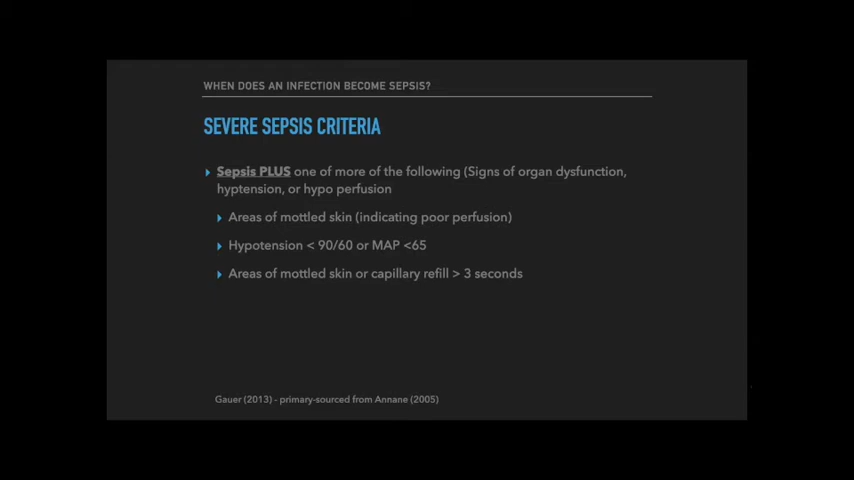 WHEN DOES AN INFECTION BECOME SEPSIS?
SEVERE SEPSIS CRITERIA
Sepsis PLUS one of more of the following (Signs of organ dysfunction,
hyptension, or hypo perfusion
Areas of mottled skin (indicating poor perfusion)
Hypotension < 90/60 or MAP <65
Areas of mottled skin or capillary refill > 3 seconds
Gauer (2013) - primary-sourced from Annane (2005)